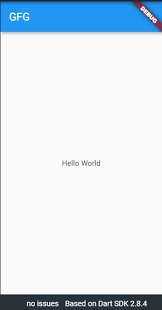 GFG
DEBUG
Hello World
no issues Based on Dart SDK 2.8.4